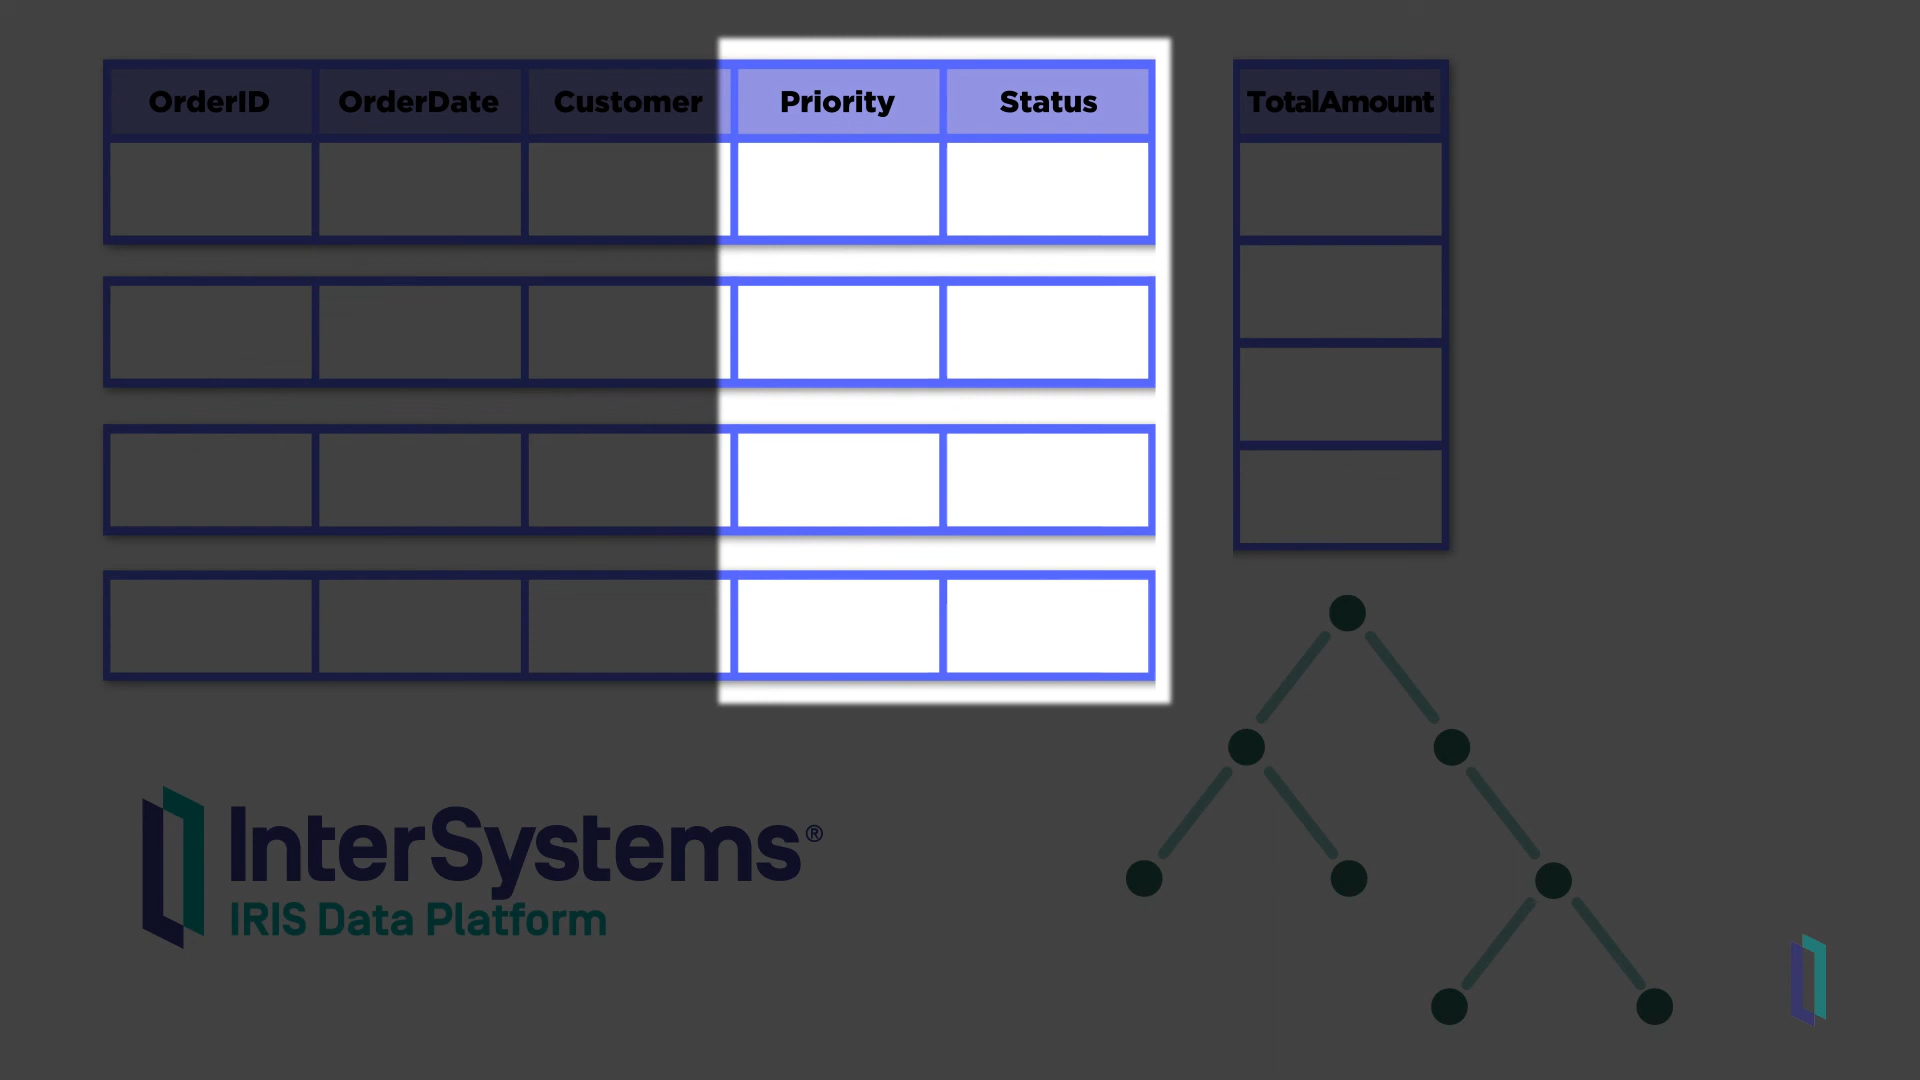 OrderID OrderDate Customer Priority Status TotalAmount
InterSystems®
IRIS Data Platform